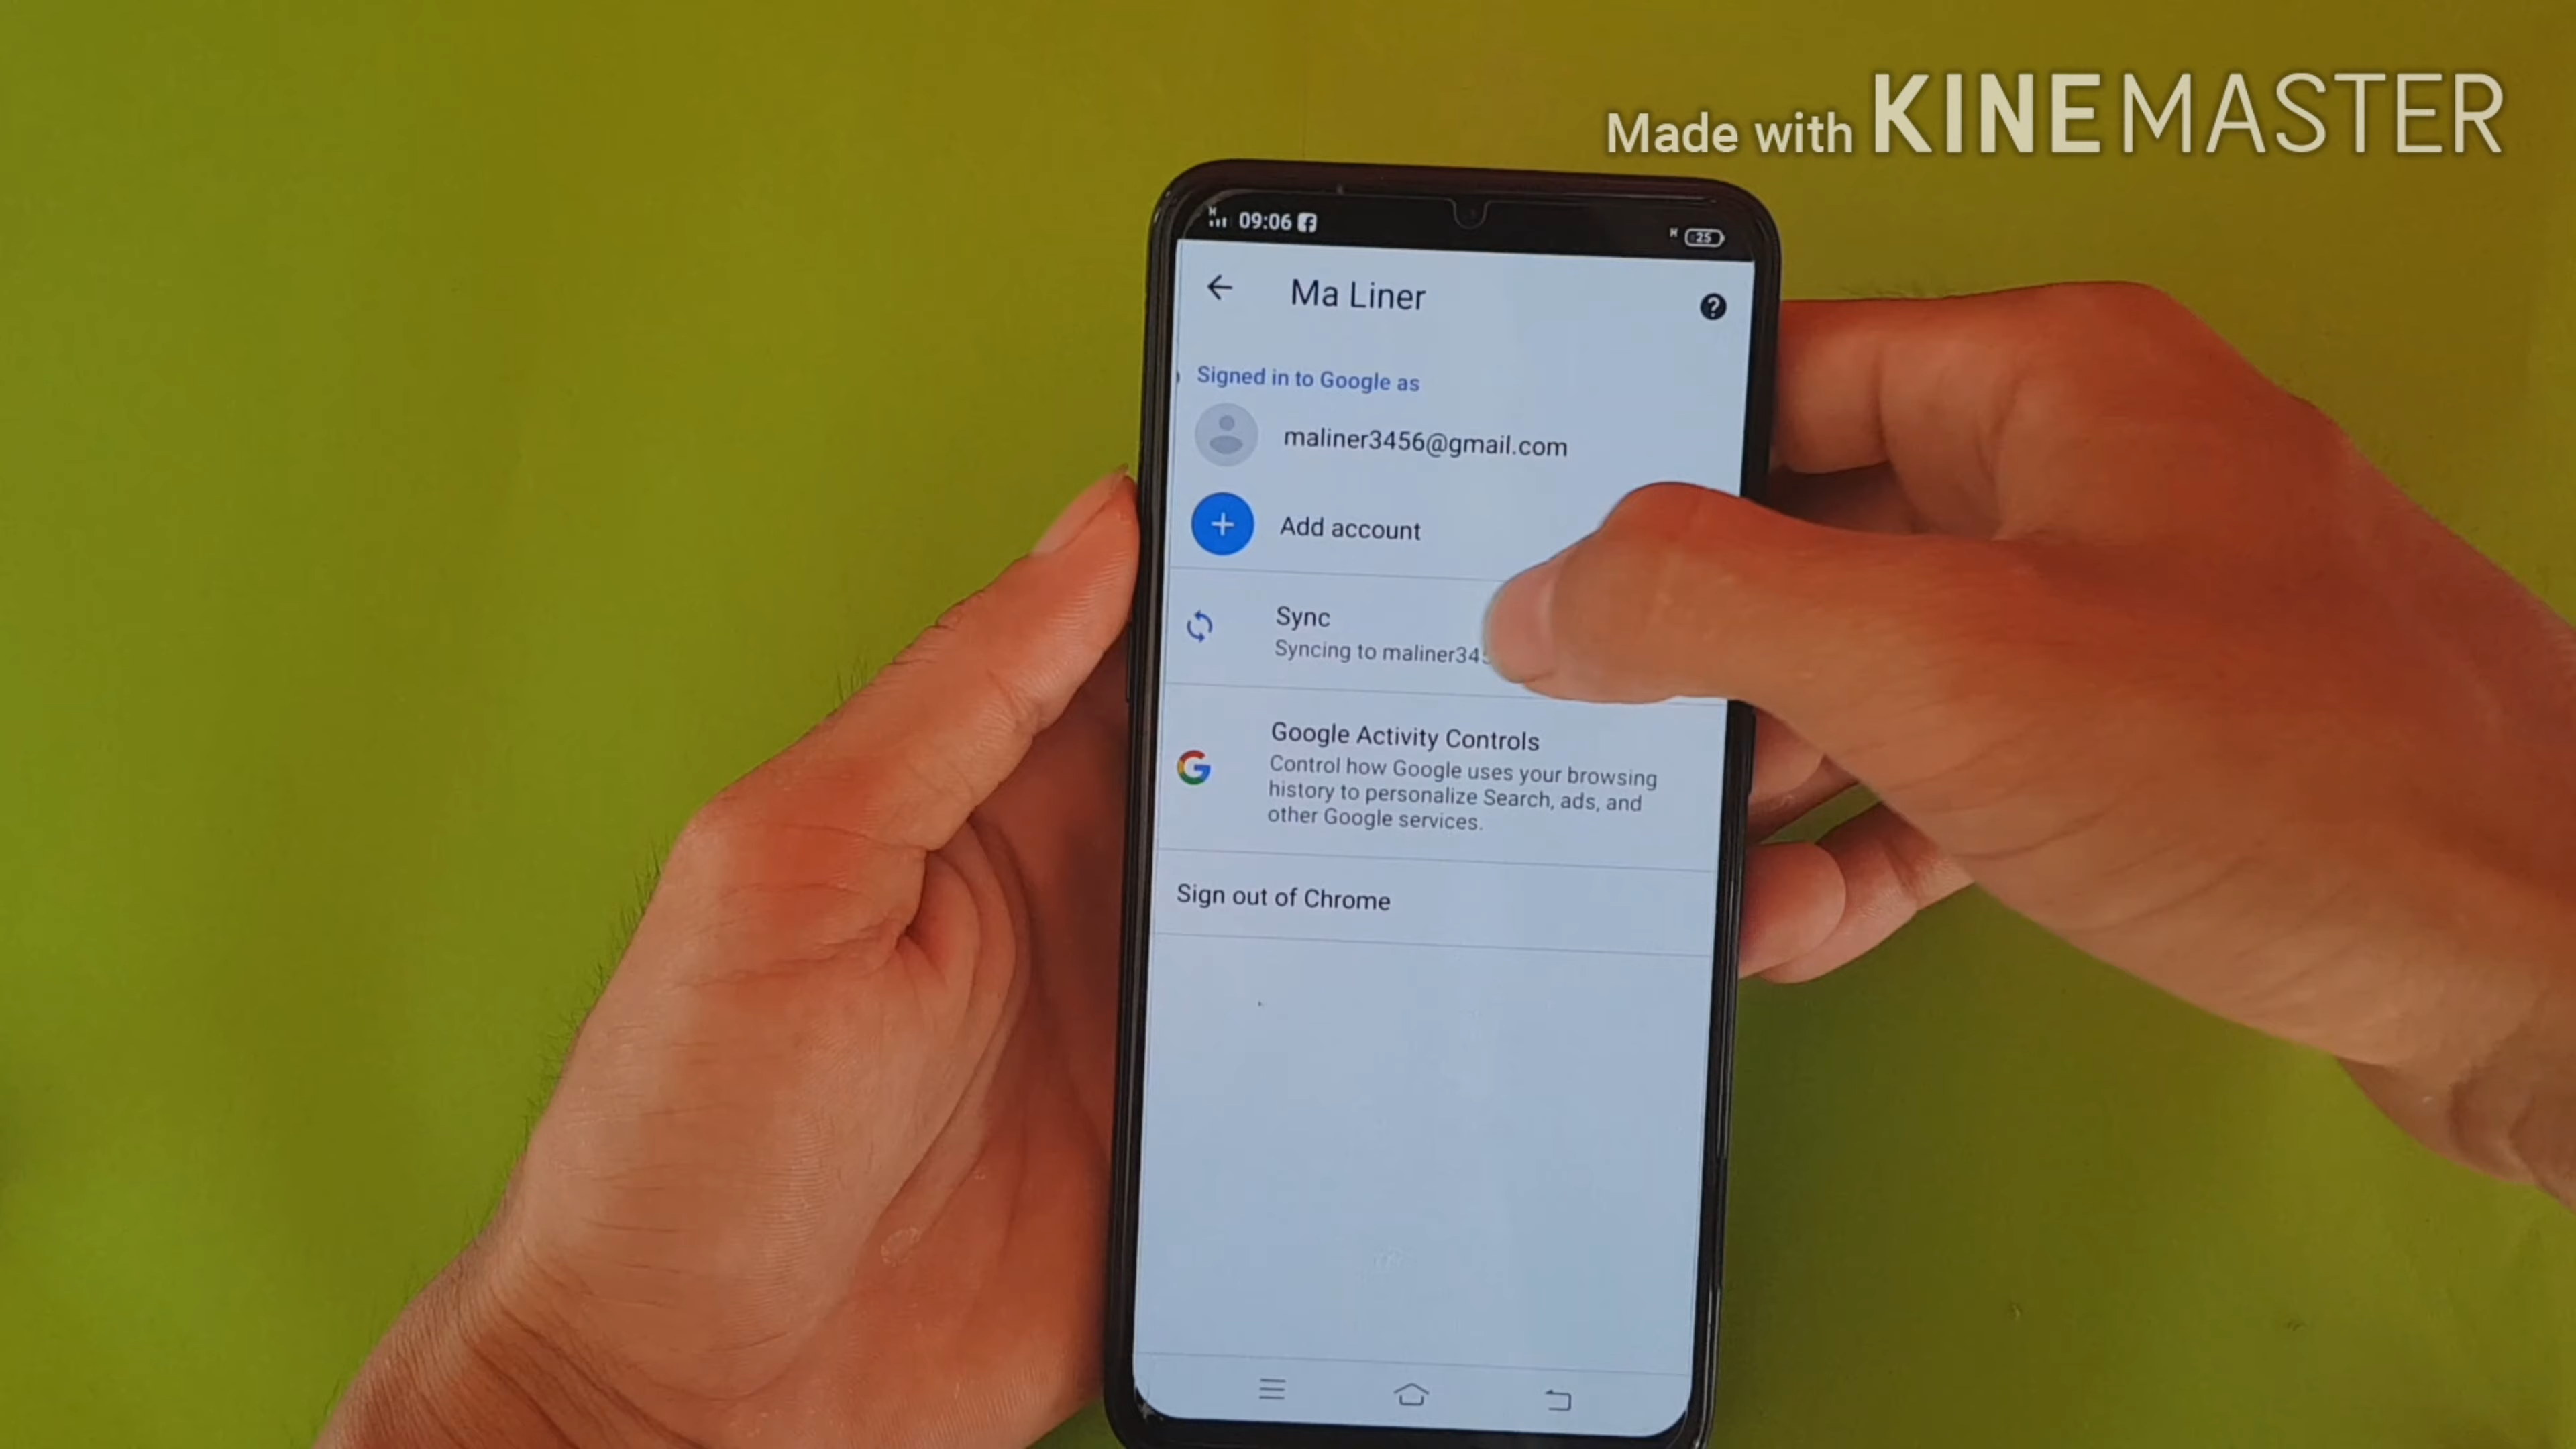 Made with KINEMASTER
09:06
25
Ma Liner
Signed in to Google as
maliner3456@gmail.com
Add account
Sync
Syncing to maliner34
Google Activity Controls
Control how Google uses your browsing
history to personalize Search, ads, and
other Google services.
Sign out of Chrome